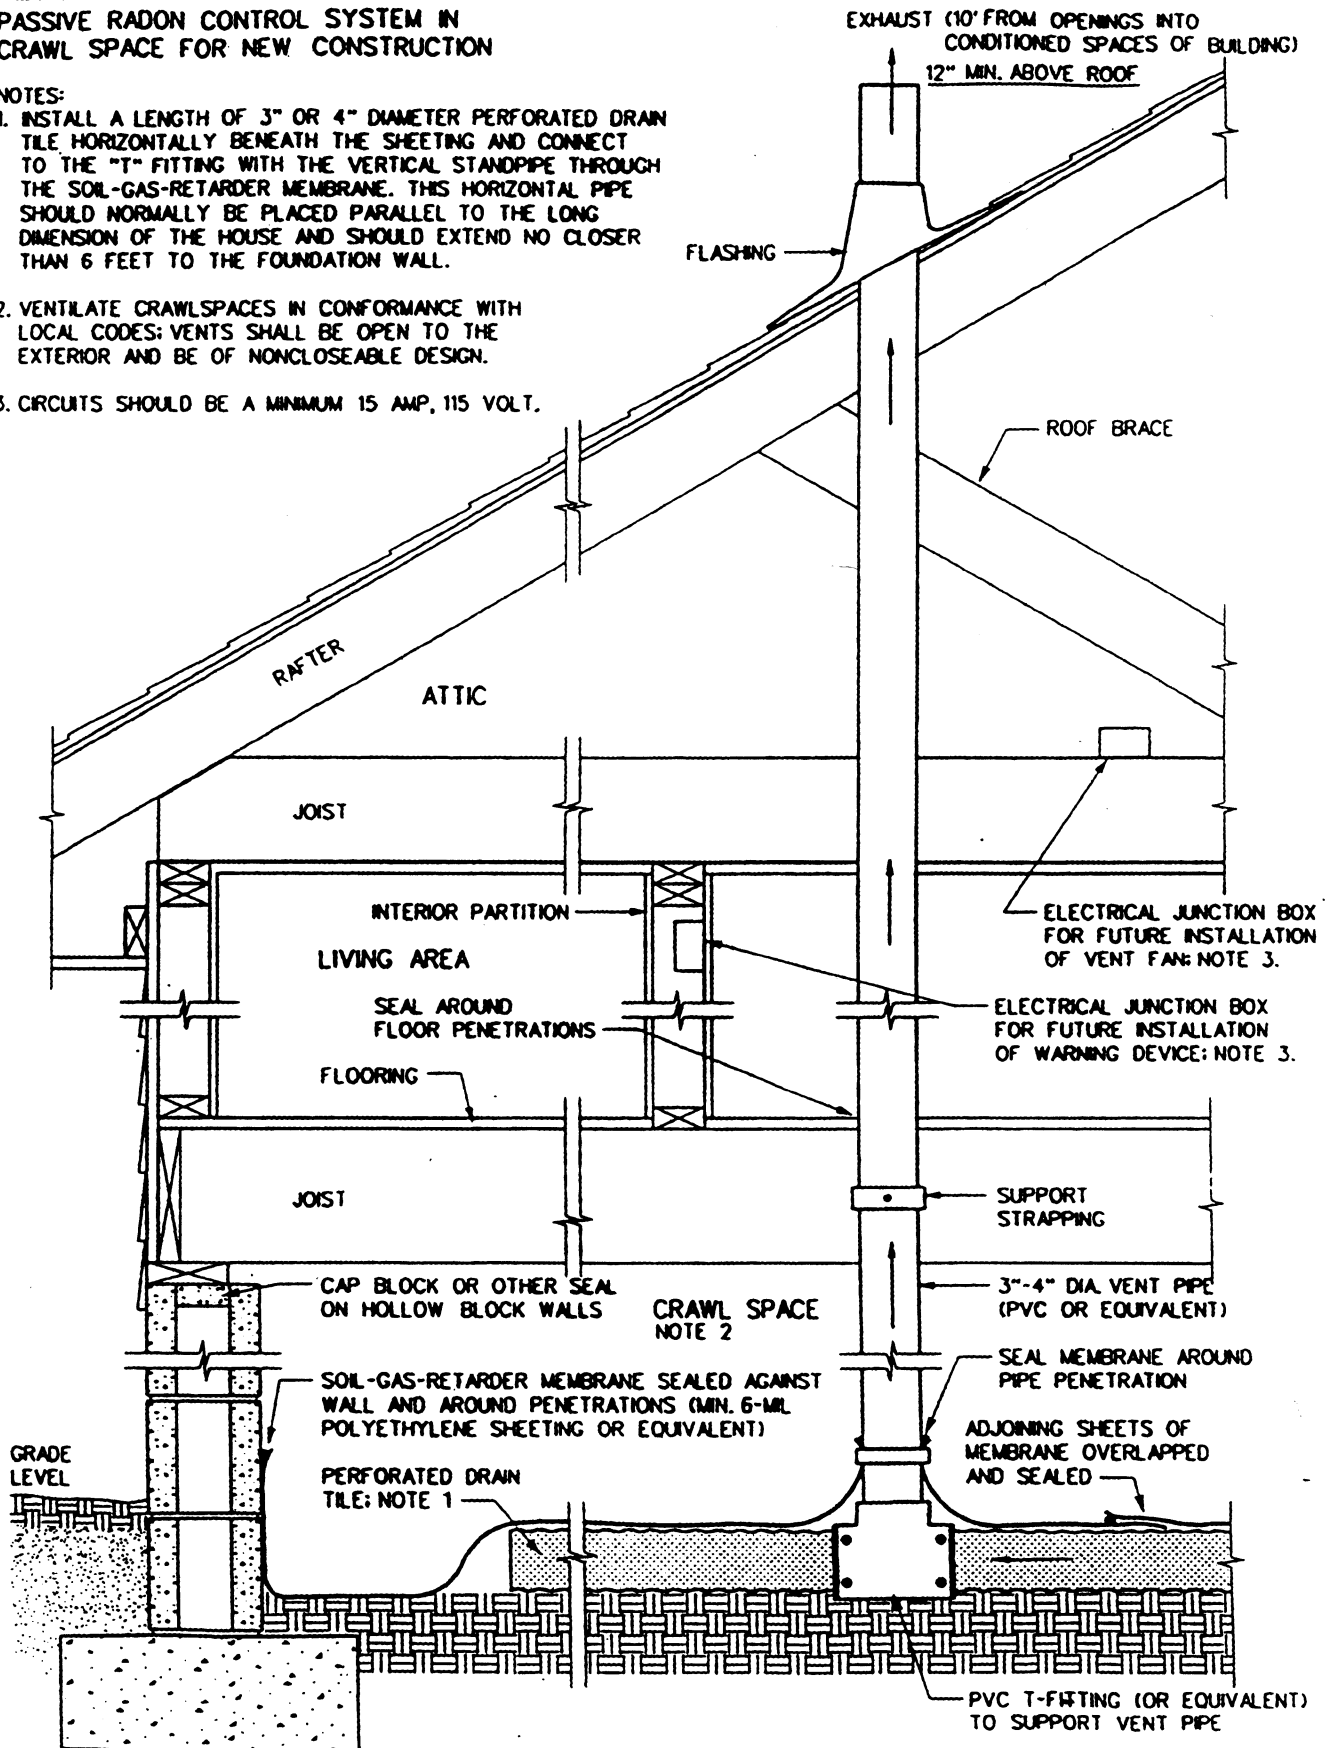 PASSIVE RADON CONTROL SYSTEM IN
CRAWL SPACE FOR NEW CONSTRUCTION
NOTES:
1. INSTALL A LENGTH OF 3" OR 4" DIAMETER PERFORATED DRAIN
TILE HORIZONTALLY BENEATH THE SHEETING AND CONNECT
TO THE "T" FITTING WITH THE VERTICAL STANDPIPE THROUGH
THE SOIL-GAS-RETARDER MEMBRANE. THIS HORIZONTAL PIPE
SHOULD NORMALLY BE PLACED PARALLEL TO THE LONG
DIMENSION OF THE HOUSE AND SHOULD EXTEND NO CLOSER
THAN 6 FEET TO THE FOUNDATION WALL.
2. VENTILATE CRAWLSPACES IN CONFORMANCE WITH
LOCAL CODES; VENTS SHALL BE OPEN TO THE
EXTERIOR AND BE OF NONCLOSEABLE DESIGN.
3. CIRCUITS SHOULD BE A MINIMUM 15 AMP, 115 VOLT.
EXHAUST (10' FROM OPENINGS INTO
CONDITIONED SPACES OF BUILDING)
12" MIN. ABOVE ROOF
FLASHING
ROOF BRACE
RAFTER
ATTIC
JOIST
INTERIOR PARTITION
LIVING AREA
ELECTRICAL JUNCTION BOX
FOR FUTURE INSTALLATION
OF VENT FAN; NOTE 3.
SEAL AROUND
FLOOR PENETRATIONS
ELECTRICAL JUNCTION BOX
FOR FUTURE INSTALLATION
OF WARNING DEVICE; NOTE 3.
FLOORING
JOIST
SUPPORT
STRAPPING
CAP BLOCK OR OTHER SEAL
ON HOLLOW BLOCK WALLS
CRAWL SPACE
NOTE 2
3"-4" DIA. VENT PIPE
(PVC OR EQUIVALENT)
SEAL MEMBRANE AROUND
PIPE PENETRATION
SOIL-GAS-RETARDER MEMBRANE SEALED AGAINST
WALL AND AROUND PENETRATIONS (MIN. 6-MIL
POLYETHYLENE SHEETING OR EQUIVALENT)
ADJOINING SHEETS OF
MEMBRANE OVERLAPPED
AND SEALED
GRADE
LEVEL
PERFORATED DRAIN
TILE; NOTE 1
PVC T-FITTING (OR EQUIVALENT)
TO SUPPORT VENT PIPE